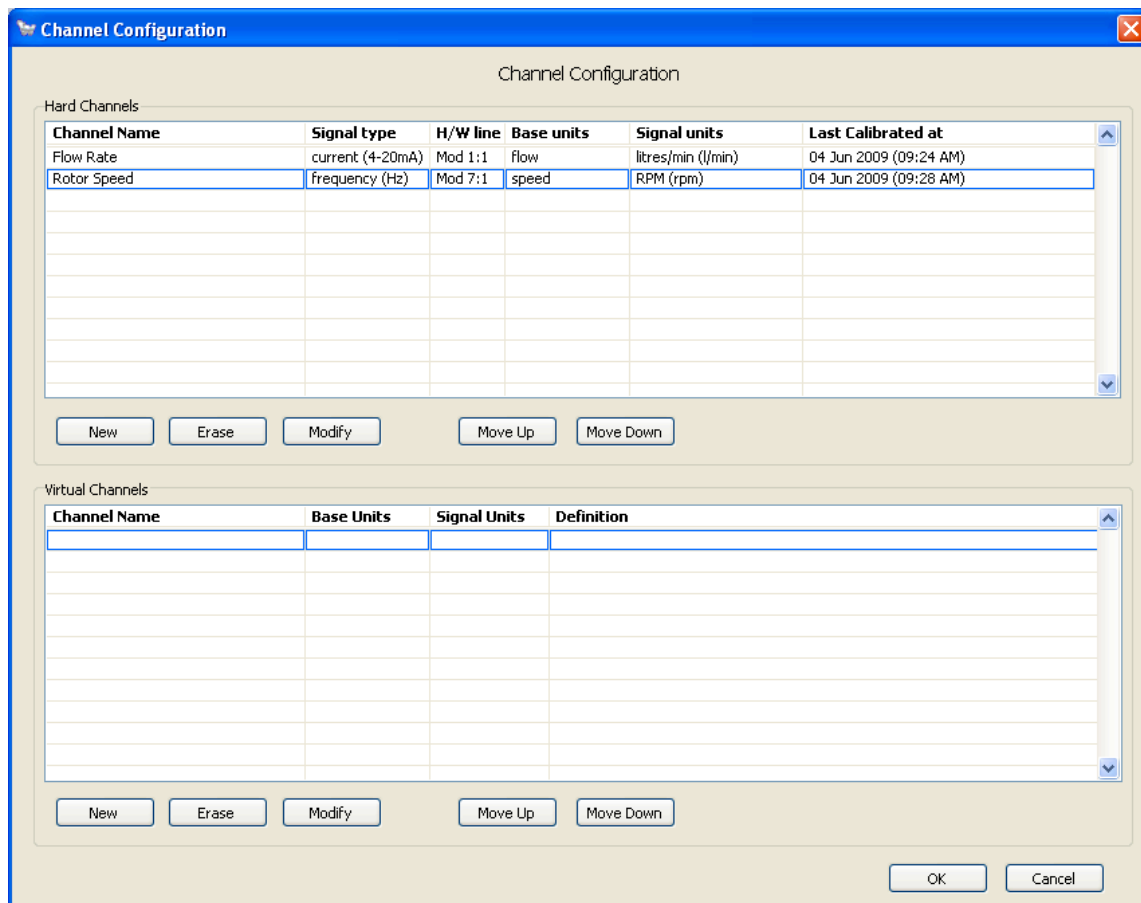 Channel Configuration
Channel Configuration
Hard Channels
Channel Name Signal type H/W line Base units Signal units Last Calibrated at
Flow Rate current (4-20mA) Mod 1:1 flow litres/min (l/min) 04 Jun 2009 (09:24 AM)
Rotor Speed frequency (Hz) Mod 7:1 speed RPM (rpm) 04 Jun 2009 (09:28 AM)
New Erase Modify Move Up Move Down
Virtual Channels
Channel Name Base Units Signal Units Definition
New Erase Modify Move Up Move Down
OK Cancel